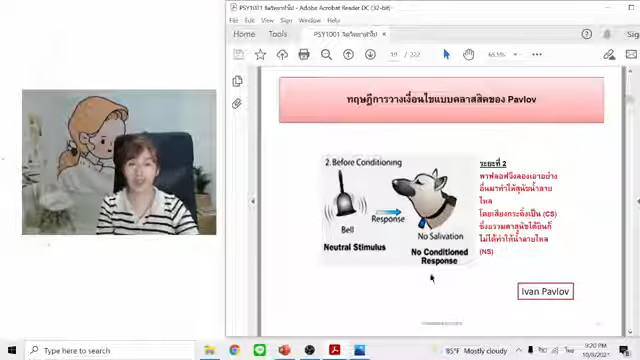 PSY1001 จิตวิทยาทั่วไป - Adobe Acrobat Reader DC (32-bit)
File Edit View Sign Window Help
Home Tools PSY1001 จิตวิทยาทั่วไป × Sig
19 / 222 65.5%
ทฤษฎีการวางเงื่อนไขแบบคลาสสิคของ Pavlov
2. Before Conditioning
Response
Bell
No Salivation
Neutral Stimulus
No Conditioned
Response
ระยะที่ 2
พาฟลอฟจึงลองเอาอย่าง
อื่นมาทำให้สุนัขน้ำลาย
ไหล
โดยเสียงกระดิ่งเป็น (CS)
ซึ่งธรรมดาสุนัขได้ยินก็
ไม่ได้ทำให้น้ำลายไหล
(NS)
Ivan Pavlov
Type here to search
85°F Mostly cloudy
9:20 PM
10/8/2021